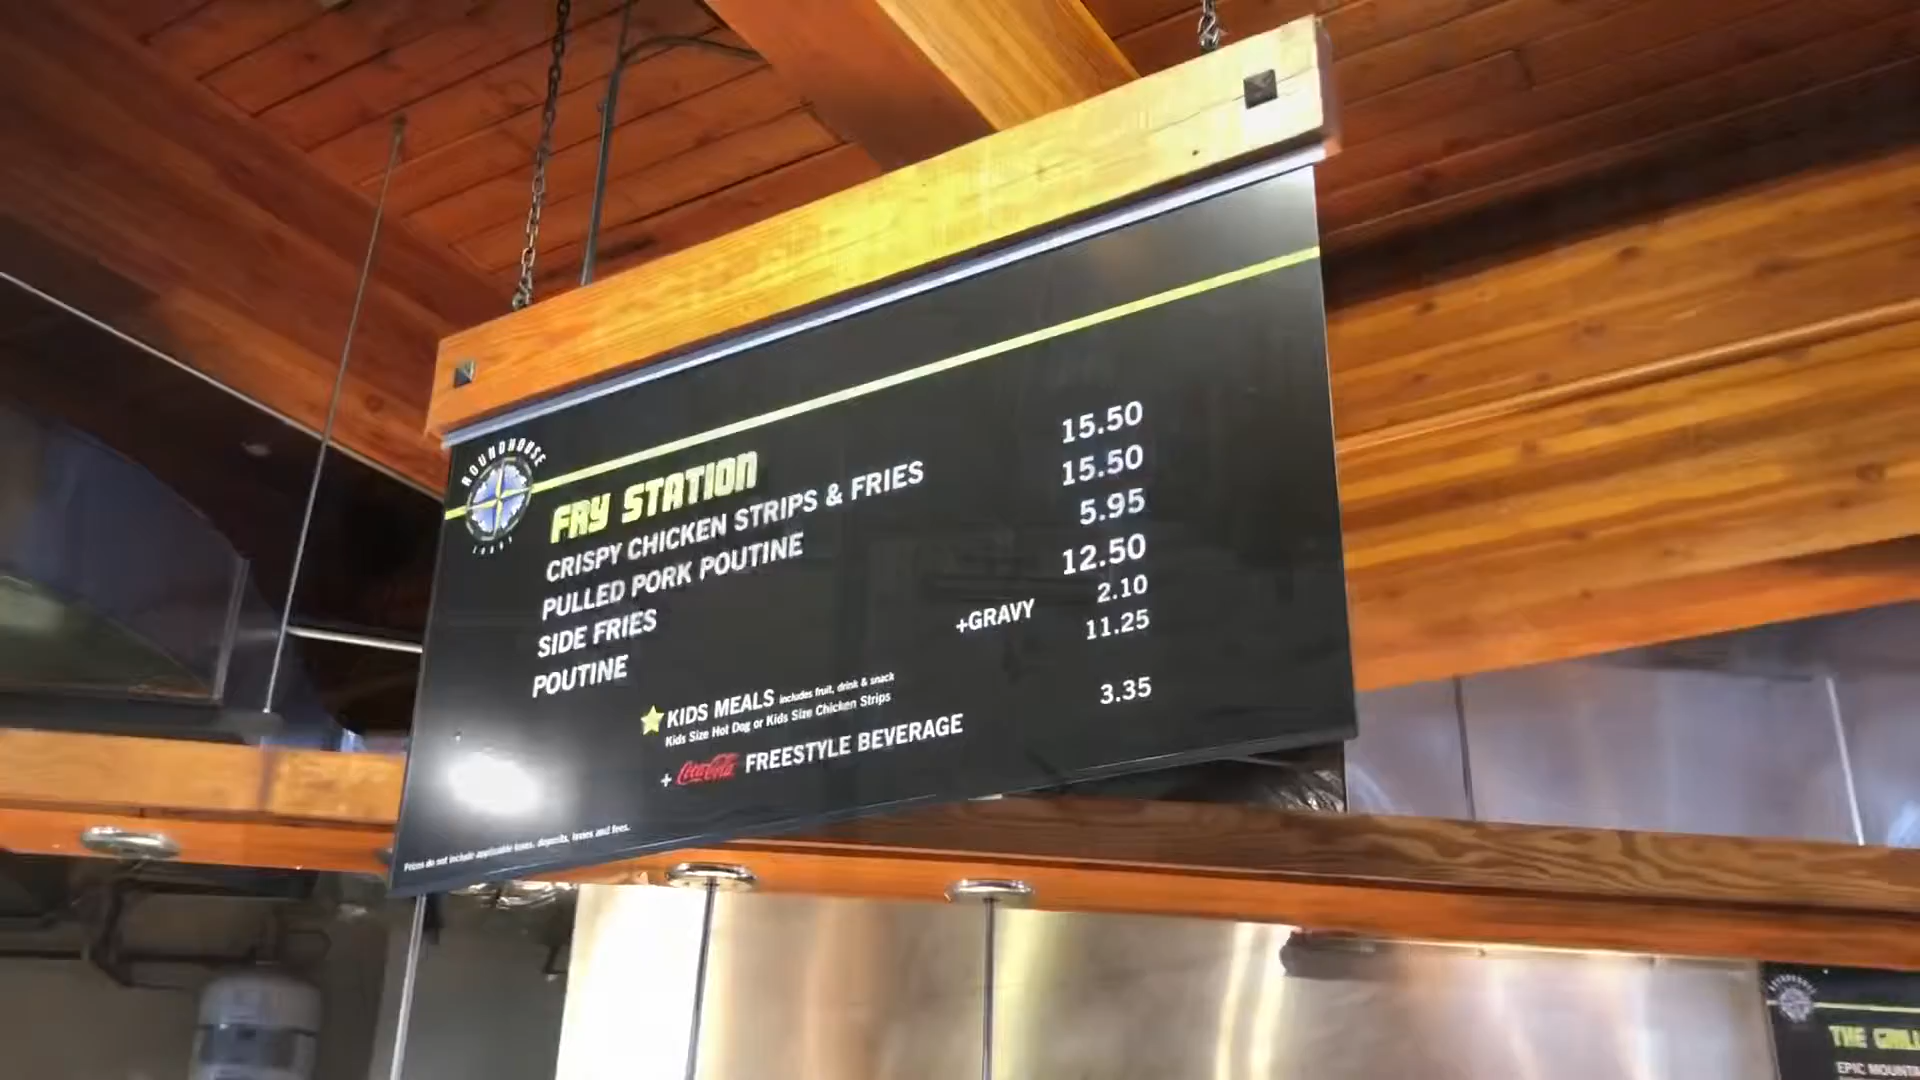 ROUNDHOUSE
LODGE
FRY STATION
CRISPY CHICKEN STRIPS & FRIES 15.50
PULLED PORK POUTINE 15.50
SIDE FRIES 5.95
POUTINE 12.50
+GRAVY 2.10
KIDS MEALS includes fruit, drink & snack 11.25
Kids Size Hot Dog or Kids Size Chicken Strips
+ Coca-Cola FREESTYLE BEVERAGE 3.35
Prices do not include applicable taxes, deposits, levies and fees.
ROUNDHOUSE
THE GRILL
EPIC